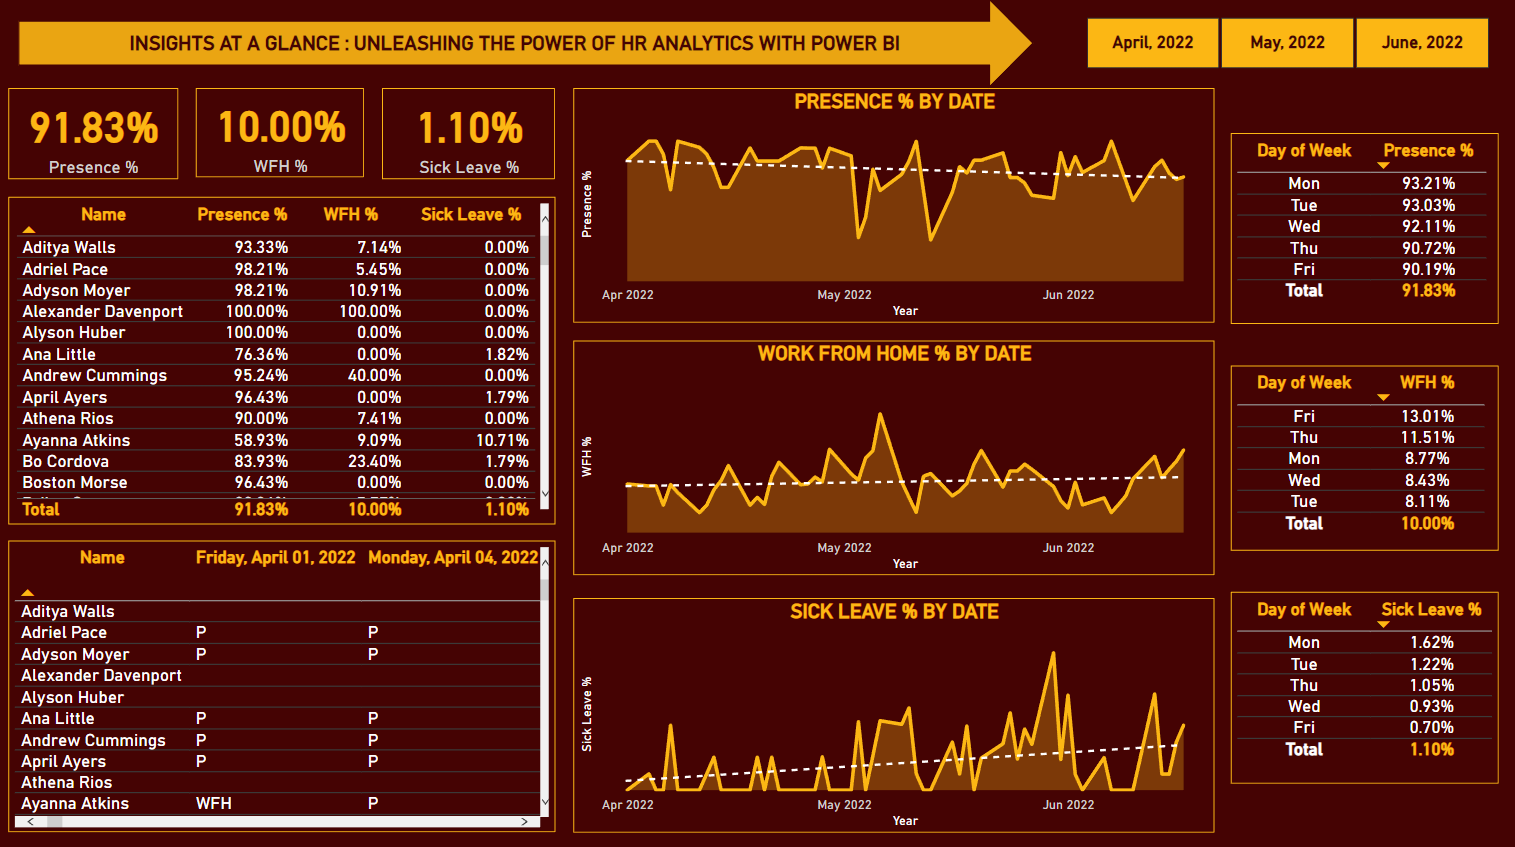 INSIGHTS AT A GLANCE : UNLEASHING THE POWER OF HR ANALYTICS WITH POWER BI
April, 2022 May, 2022 June, 2022
91.83%
Presence %
10.00%
WFH %
1.10%
Sick Leave %
Name Presence % WFH % Sick Leave %
Aditya Walls 93.33% 7.14% 0.00%
Adriel Pace 98.21% 5.45% 0.00%
Adyson Moyer 98.21% 10.91% 0.00%
Alexander Davenport 100.00% 100.00% 0.00%
Alyson Huber 100.00% 0.00% 0.00%
Ana Little 76.36% 0.00% 1.82%
Andrew Cummings 95.24% 40.00% 0.00%
April Ayers 96.43% 0.00% 1.79%
Athena Rios 90.00% 7.41% 0.00%
Ayanna Atkins 58.93% 9.09% 10.71%
Bo Cordova 83.93% 23.40% 1.79%
Boston Morse 96.43% 0.00% 0.00%
Total 91.83% 10.00% 1.10%
Name Friday, April 01, 2022 Monday, April 04, 2022
Aditya Walls
Adriel Pace P P
Adyson Moyer P P
Alexander Davenport
Alyson Huber
Ana Little P P
Andrew Cummings P P
April Ayers P P
Athena Rios
Ayanna Atkins WFH P
PRESENCE % BY DATE
Presence %
Apr 2022 May 2022 Jun 2022
Year
WORK FROM HOME % BY DATE
WFH %
Apr 2022 May 2022 Jun 2022
Year
SICK LEAVE % BY DATE
Sick Leave %
Apr 2022 May 2022 Jun 2022
Year
Day of Week Presence %
Mon 93.21%
Tue 93.03%
Wed 92.11%
Thu 90.72%
Fri 90.19%
Total 91.83%
Day of Week WFH %
Fri 13.01%
Thu 11.51%
Mon 8.77%
Wed 8.43%
Tue 8.11%
Total 10.00%
Day of Week Sick Leave %
Mon 1.62%
Tue 1.22%
Thu 1.05%
Wed 0.93%
Fri 0.70%
Total 1.10%